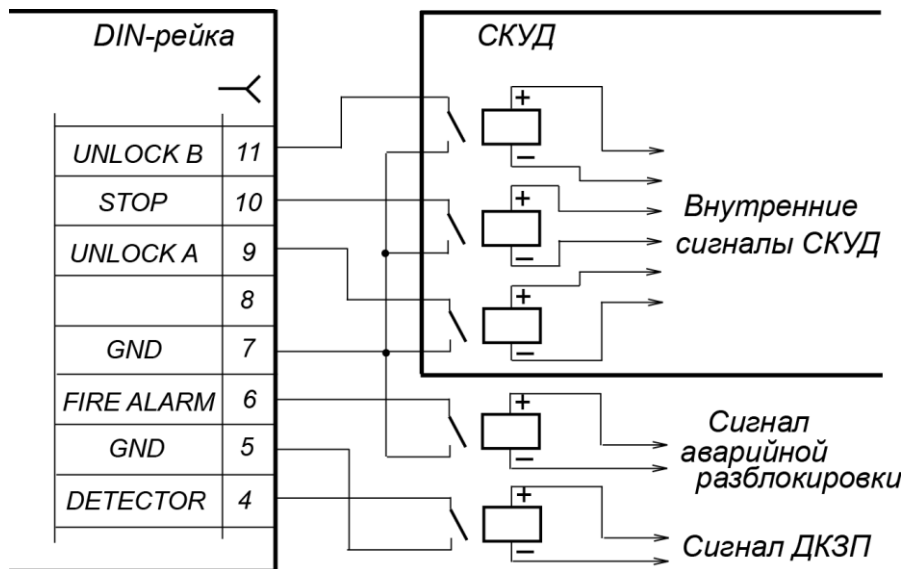 DIN-рейка
UNLOCK B 11
STOP 10
UNLOCK A 9
8
GND 7
FIRE ALARM 6
GND 5
DETECTOR 4
СКУД
+
−
+
−
+
−
Внутренние
сигналы СКУД
+
−
Сигнал
аварийной
разблокировки
+
−
Сигнал ДКЗП